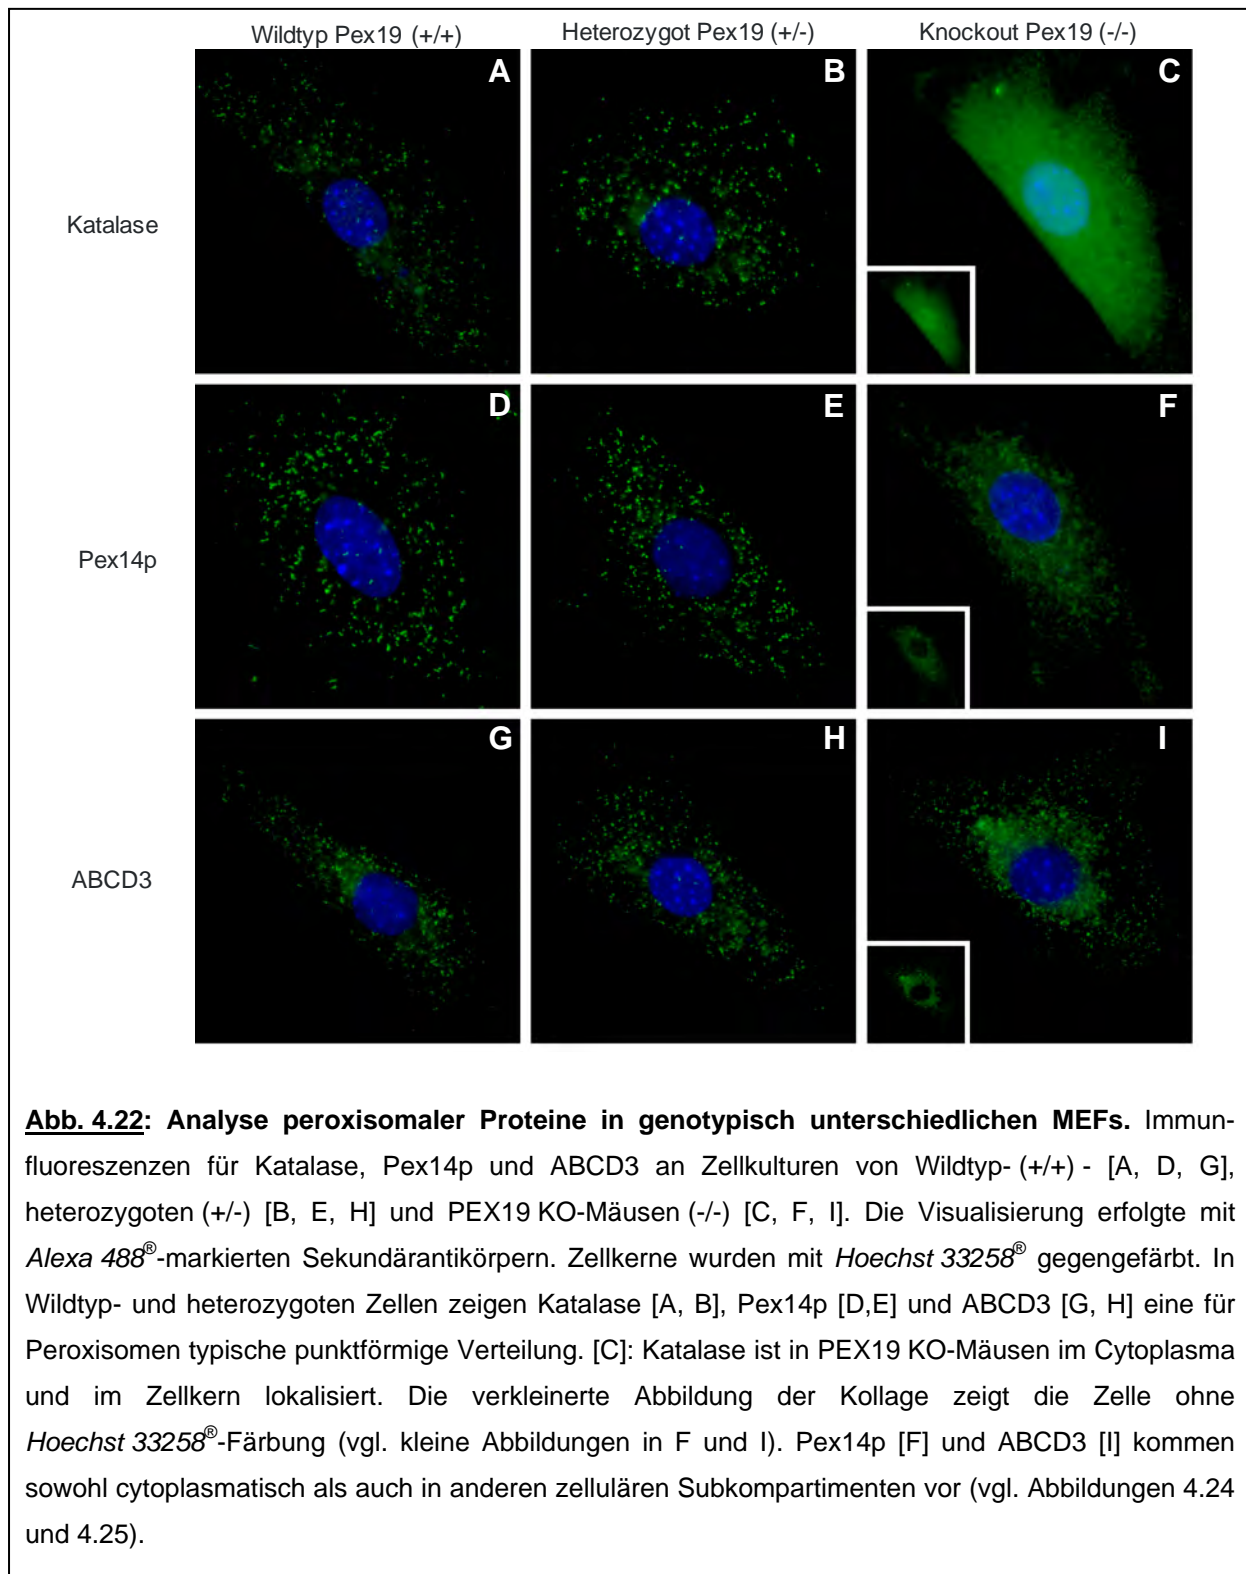 Wildtyp Pex19 (+/+) Heterozygot Pex19 (+/-) Knockout Pex19 (-/-)
A B C
Katalase
D E F
Pex14p
G H I
ABCD3
Abb. 4.22: Analyse peroxisomaler Proteine in genotypisch unterschiedlichen MEFs. Immun-
fluoreszenzen für Katalase, Pex14p und ABCD3 an Zellkulturen von Wildtyp- (+/+) - [A, D, G],
heterozygoten (+/-) [B, E, H] und PEX19 KO-Mäusen (-/-) [C, F, I]. Die Visualisierung erfolgte mit
Alexa 488®-markierten Sekundärantikörpern. Zellkerne wurden mit Hoechst 33258® gegengefärbt. In
Wildtyp- und heterozygoten Zellen zeigen Katalase [A, B], Pex14p [D,E] und ABCD3 [G, H] eine für
Peroxisomen typische punktförmige Verteilung. [C]: Katalase ist in PEX19 KO-Mäusen im Cytoplasma
und im Zellkern lokalisiert. Die verkleinerte Abbildung der Kollage zeigt die Zelle ohne
Hoechst 33258®-Färbung (vgl. kleine Abbildungen in F und I). Pex14p [F] und ABCD3 [I] kommen
sowohl cytoplasmatisch als auch in anderen zellulären Subkompartimenten vor (vgl. Abbildungen 4.24
und 4.25).